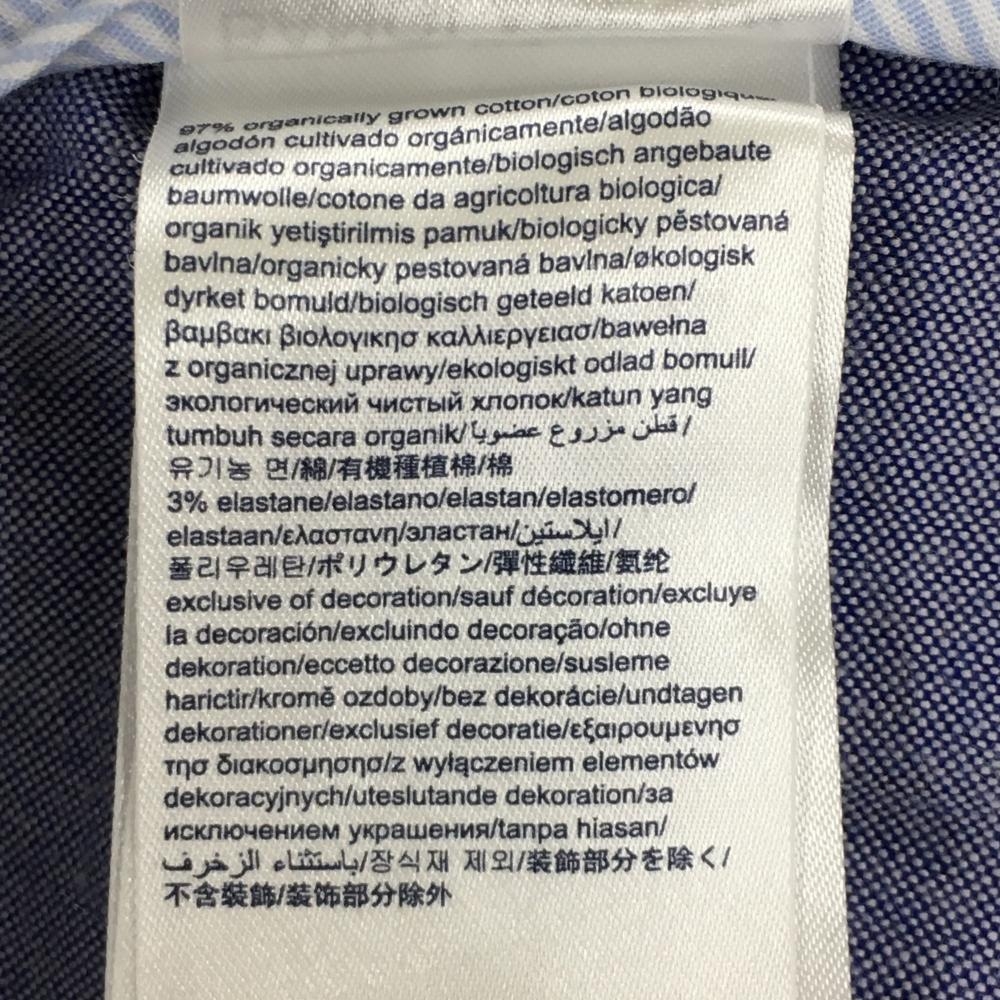 97% organically grown cotton/coton biologique
algodón cultivado orgánicamente/algodão
cultivado organicamente/biologisch angebaute
baumwolle/cotone da agricoltura biologica/
organik yetiştirilmis pamuk/biologicky pěstovaná
bavlna/organicky pestovaná bavlna/økologisk
dyrket bomuld/biologisch geteeld katoen/
βαμβακι βιολογικησ καλλιεργειασ/bawełna
z organicznej uprawy/ekologiskt odlad bomull/
экологический чистый хлопок/katun yang
tumbuh secara organik/قطن مزروع عضوياً/
유기농 면/綿/有機種植棉/棉
3% elastane/elastano/elastan/elastomero/
elastaan/ελαστανη/эластан/ايلاستين/
폴리우레탄/ポリウレタン/彈性纖維/氨纶
exclusive of decoration/sauf décoration/excluye
la decoración/excluindo decoração/ohne
dekoration/eccetto decorazione/susleme
harictir/kromě ozdoby/bez dekorácie/undtagen
dekorationer/exclusief decoratie/εξαιρουμενησ
τησ διακοσμησησ/z wyłączeniem elementów
dekoracyjnych/uteslutande dekoration/за
исключением украшения/tanpa hiasan/
باستثناء الزخرف/장식재 제외/装飾部分を除く/
不含裝飾/装饰部分除外